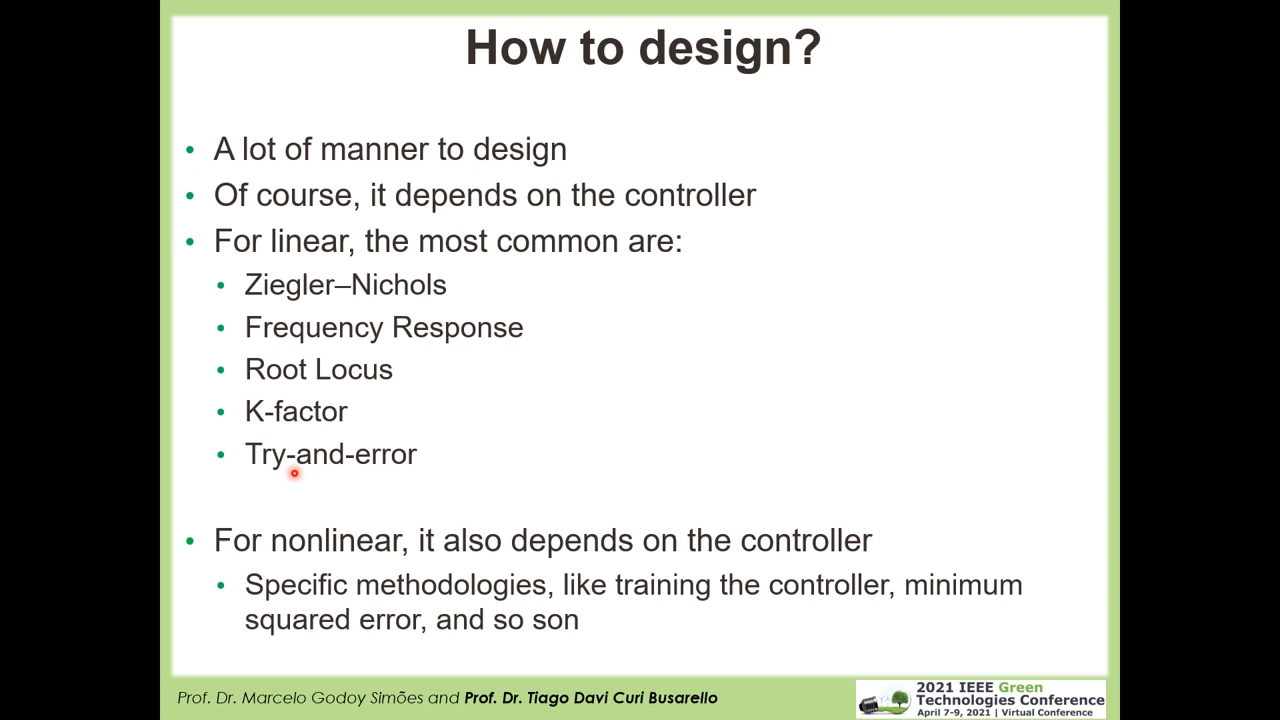 How to design?
• A lot of manner to design
• Of course, it depends on the controller
• For linear, the most common are:
• Ziegler–Nichols
• Frequency Response
• Root Locus
• K-factor
• Try-and-error
• For nonlinear, it also depends on the controller
• Specific methodologies, like training the controller, minimum
squared error, and so son
Prof. Dr. Marcelo Godoy Simões and Prof. Dr. Tiago Davi Curi Busarello
2021 IEEE Green
Technologies Conference
April 7-9, 2021 | Virtual Conference